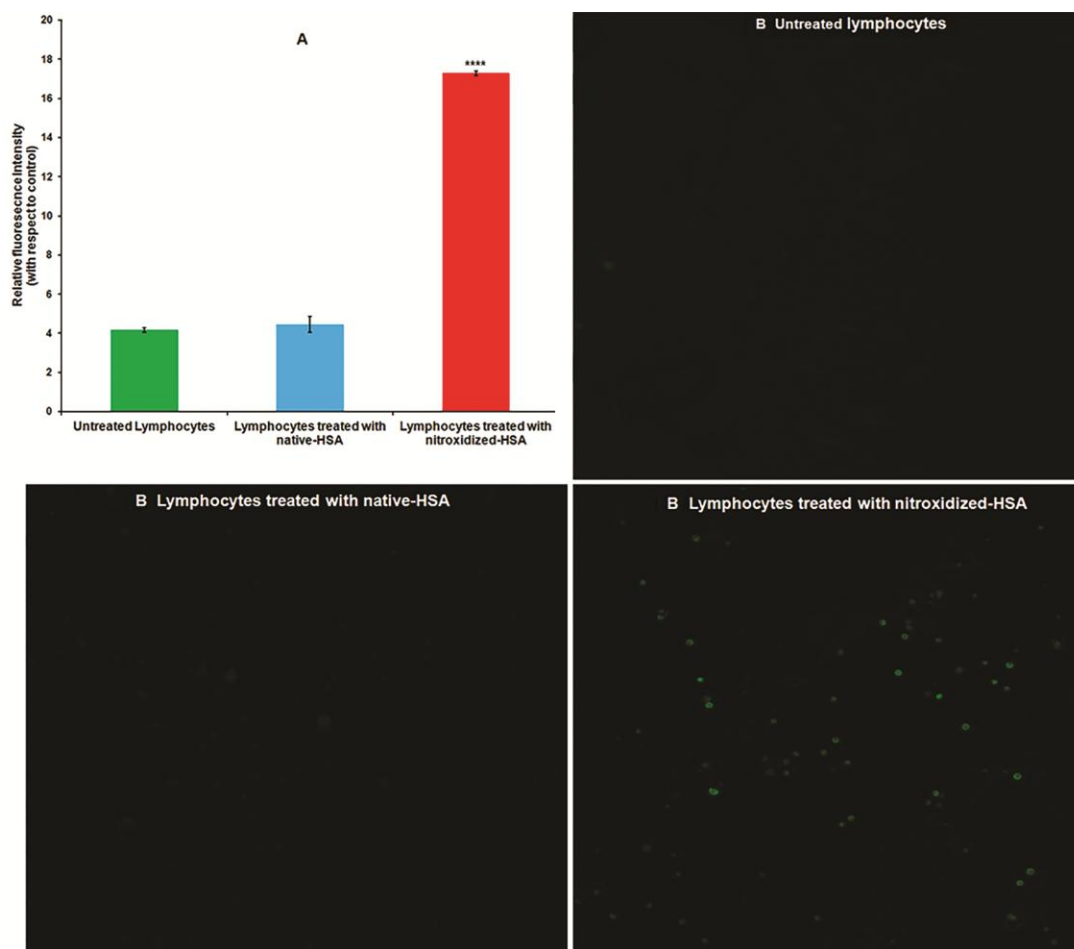 A
B Untreated lymphocytes
Relative fluoresecnce intensity
(with respect to control)
20
18
16
14
12
10
8
6
4
2
0
****
Untreated Lymphocytes
Lymphocytes treated with
native-HSA
Lymphocytes treated with
nitroxidized-HSA
B Lymphocytes treated with native-HSA
B Lymphocytes treated with nitroxidized-HSA